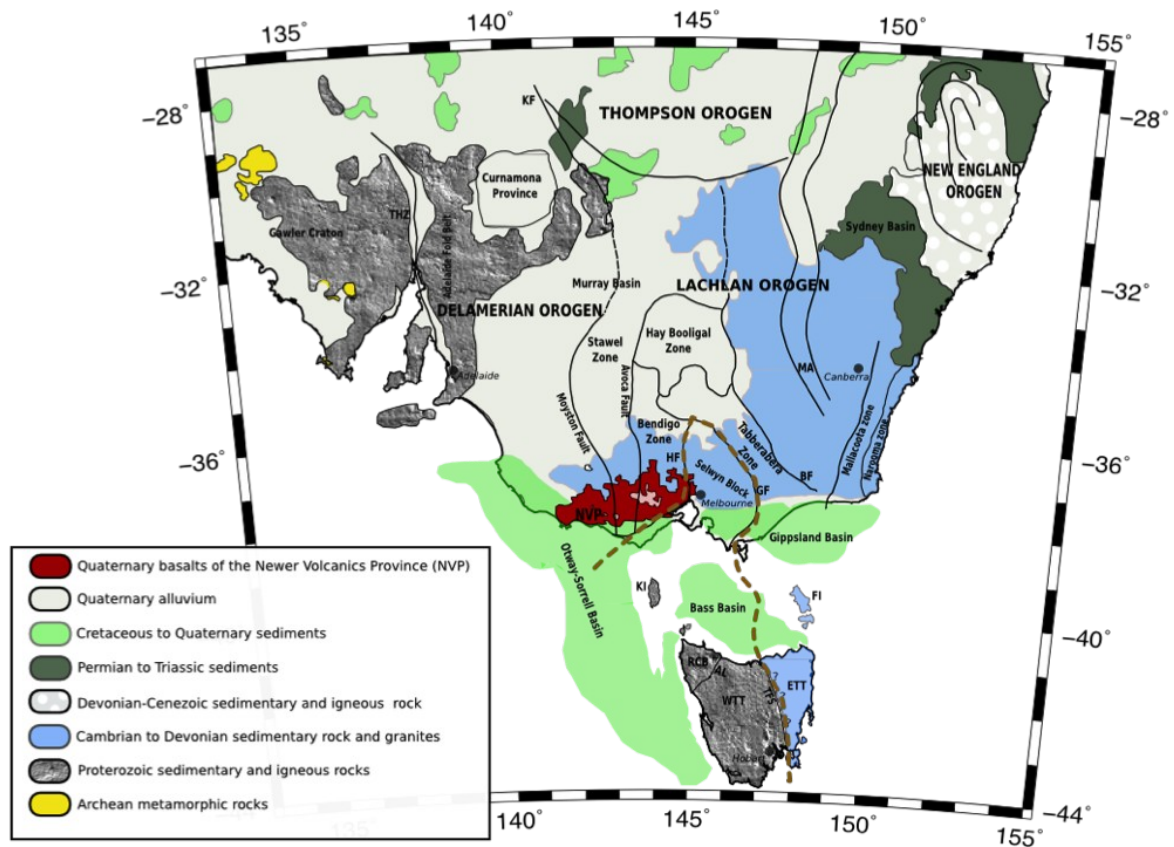 135°
140°
145°
150°
155°
−28°
−28°
KF
THOMPSON OROGEN
NEW ENGLAND
OROGEN
Curnamona
Province
THZ
Gawler Craton
Adelaide Fold Belt
Sydney Basin
−32°
−32°
Murray Basin
LACHLAN OROGEN
DELAMERIAN OROGEN
Stawel
Zone
Hay Booligal
Zone
MA
Canberra
Adelaide
Avoca Fault
Moyston Fault
Bendigo
Zone
Tabberabera
Zone
Mallacoota zone
Narooma zone
−36°
−36°
HF
Selwyn Block
GF
BF
Melbourne
NVP
Gippsland Basin
Otway-Sorrell Basin
KI
Bass Basin
FI
−40°
RCB
AL
WTT
TFS
ETT
Hobart
−44°
Quaternary basalts of the Newer Volcanics Province (NVP)
Quaternary alluvium
Cretaceous to Quaternary sediments
Permian to Triassic sediments
Devonian-Cenezoic sedimentary and igneous rock
Cambrian to Devonian sedimentary rock and granites
Proterozoic sedimentary and igneous rocks
Archean metamorphic rocks
135°
140°
145°
150°
155°